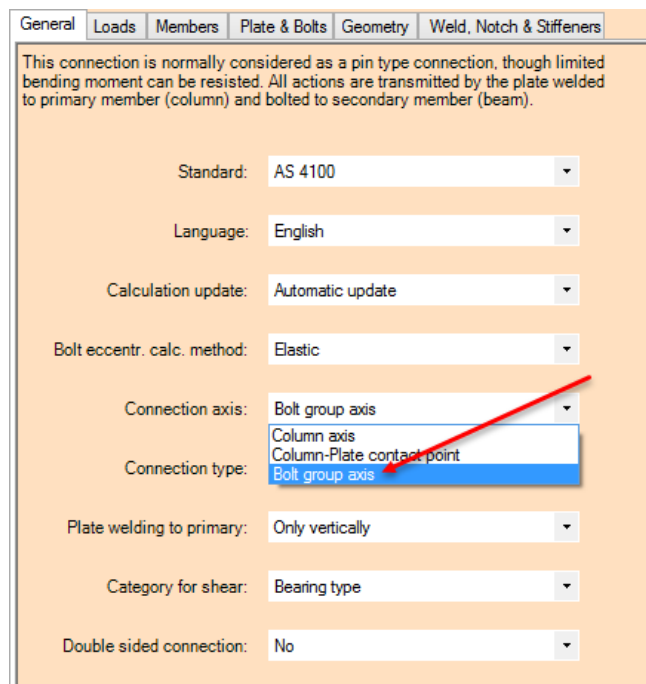 General Loads Members Plate & Bolts Geometry Weld, Notch & Stiffeners
This connection is normally considered as a pin type connection, though limited
bending moment can be resisted. All actions are transmitted by the plate welded
to primary member (column) and bolted to secondary member (beam).
Standard: AS 4100
Language: English
Calculation update: Automatic update
Bolt eccentr. calc. method: Elastic
Connection axis: Bolt group axis
Column axis
Column-Plate contact point
Connection type: Bolt group axis
Plate welding to primary: Only vertically
Category for shear: Bearing type
Double sided connection: No